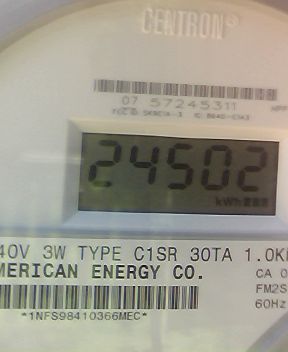 CENTRON®
07 57245311
24502
kWh
40V 3W TYPE C1SR 30TA 1.0K
MERICAN ENERGY CO.
CA 0
FM2S
60Hz
*1NFS98410366MEC*